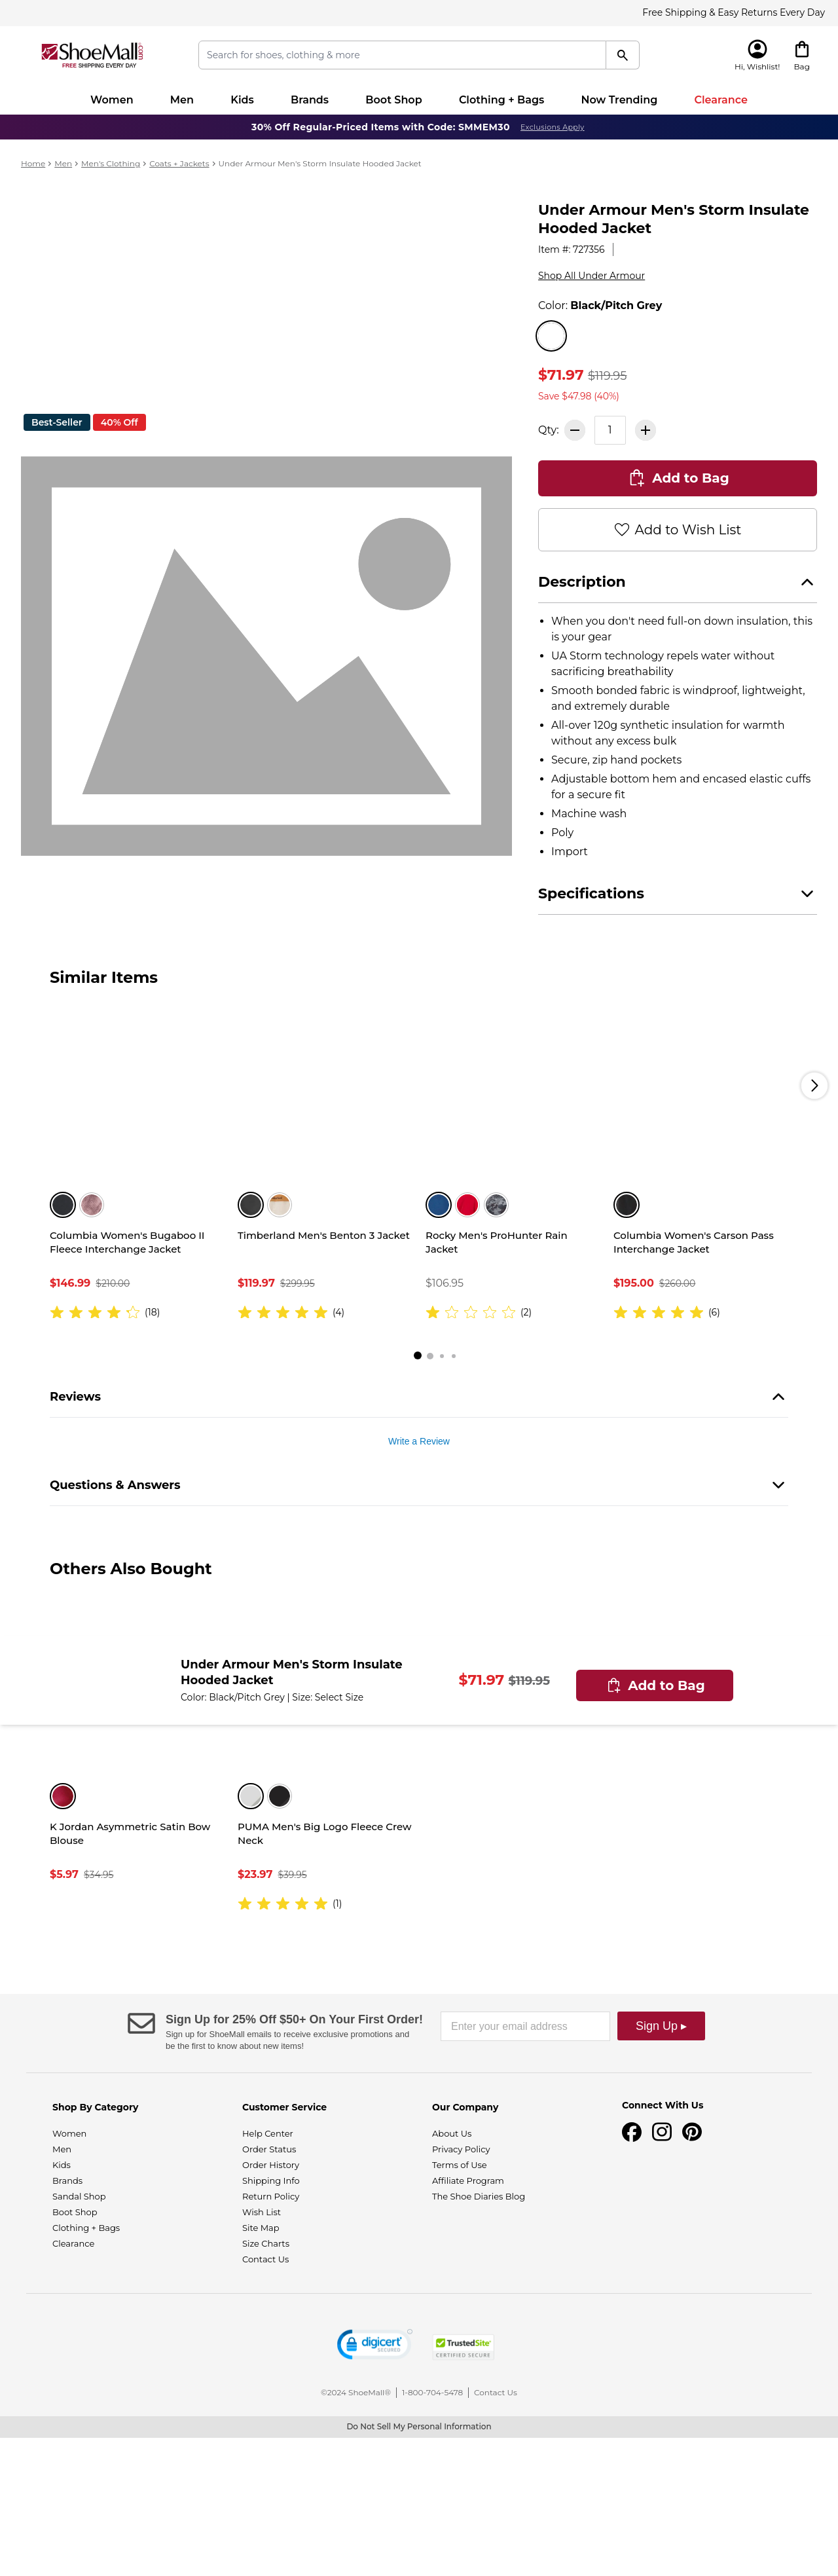 Free Shipping & Easy Returns Every Day
ShoeMall.com
FREE SHIPPING EVERY DAY
Search for shoes, clothing & more
Hi, Wishlist!
Bag
Women
Men
Kids
Brands
Boot Shop
Clothing + Bags
Now Trending
Clearance
30% Off Regular-Priced Items with Code: SMMEM30 Exclusions Apply
Home > Men > Men's Clothing > Coats + Jackets > Under Armour Men's Storm Insulate Hooded Jacket
Under Armour Men's Storm Insulate
Hooded Jacket
Item #: 727356
Shop All Under Armour
Color: Black/Pitch Grey
$71.97 $119.95
Save $47.98 (40%)
Best-Seller
40% Off
Qty: 1
Add to Bag
Add to Wish List
Description
When you don't need full-on down insulation, this
is your gear
UA Storm technology repels water without
sacrificing breathability
Smooth bonded fabric is windproof, lightweight,
and extremely durable
All-over 120g synthetic insulation for warmth
without any excess bulk
Secure, zip hand pockets
Adjustable bottom hem and encased elastic cuffs
for a secure fit
Machine wash
Poly
Import
Specifications
Similar Items
Columbia Women's Bugaboo II
Fleece Interchange Jacket
$146.99 $210.00
(18)
Timberland Men's Benton 3 Jacket
$119.97 $299.95
(4)
Rocky Men's ProHunter Rain
Jacket
$106.95
(2)
Columbia Women's Carson Pass
Interchange Jacket
$195.00 $260.00
(6)
Reviews
Write a Review
Questions & Answers
Others Also Bought
Under Armour Men's Storm Insulate
Hooded Jacket
Color: Black/Pitch Grey | Size: Select Size
$71.97 $119.95
Add to Bag
K Jordan Asymmetric Satin Bow
Blouse
$5.97 $34.95
PUMA Men's Big Logo Fleece Crew
Neck
$23.97 $39.95
(1)
Sign Up for 25% Off $50+ On Your First Order!
Sign up for ShoeMall emails to receive exclusive promotions and
be the first to know about new items!
Enter your email address
Sign Up ▸
Shop By Category
Women
Men
Kids
Brands
Sandal Shop
Boot Shop
Clothing + Bags
Clearance
Customer Service
Help Center
Order Status
Order History
Shipping Info
Return Policy
Wish List
Site Map
Size Charts
Contact Us
Our Company
About Us
Privacy Policy
Terms of Use
Affiliate Program
The Shoe Diaries Blog
Connect With Us
digicert
SECURED
TrustedSite
CERTIFIED SECURE
©2024 ShoeMall® | 1-800-704-5478 | Contact Us
Do Not Sell My Personal Information